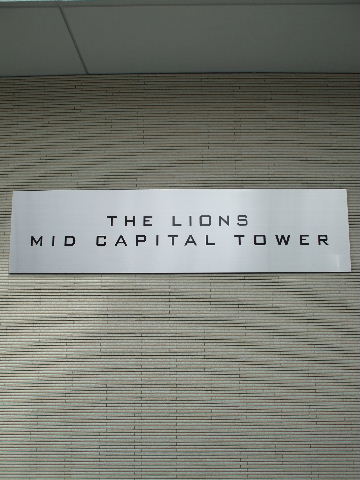 THE LIONS
MID CAPITAL TOWER